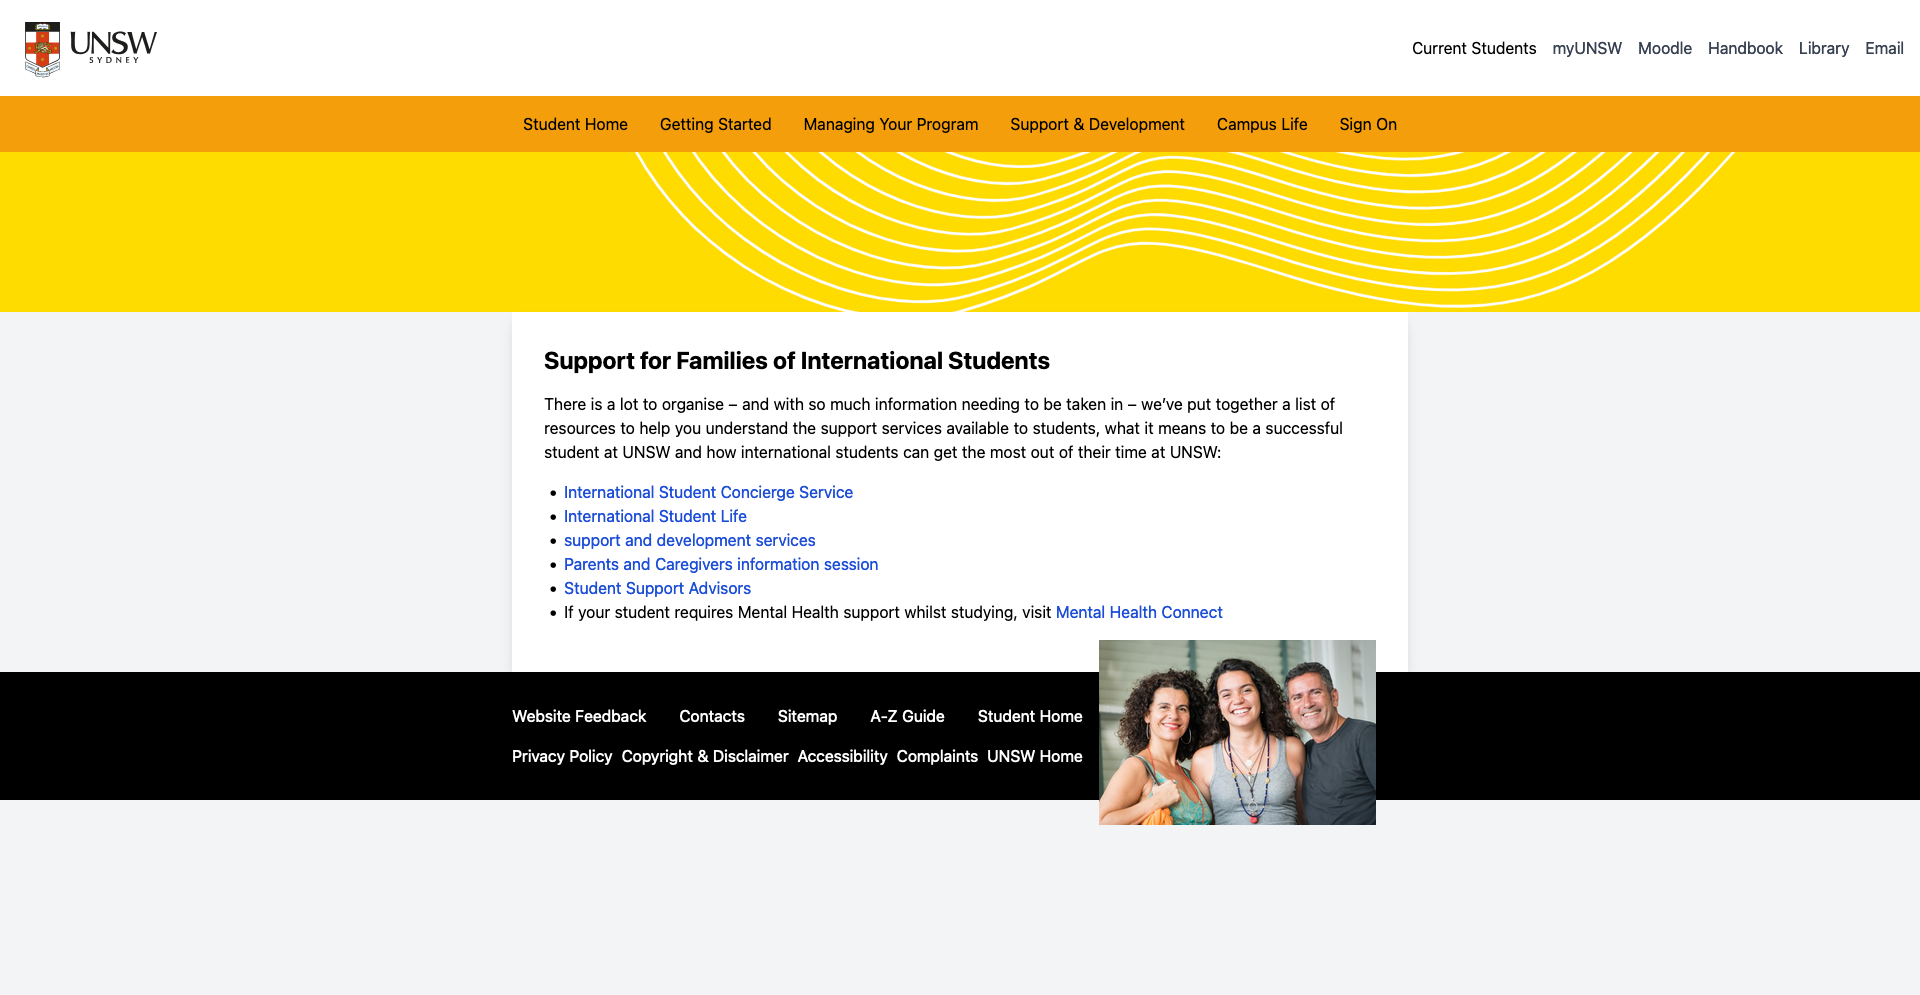 UNSW
SYDNEY
Current Students myUNSW Moodle Handbook Library Email
Student Home Getting Started Managing Your Program Support & Development Campus Life Sign On
Support for Families of International Students
There is a lot to organise – and with so much information needing to be taken in – we’ve put together a list of
resources to help you understand the support services available to students, what it means to be a successful
student at UNSW and how international students can get the most out of their time at UNSW:
• International Student Concierge Service
• International Student Life
• support and development services
• Parents and Caregivers information session
• Student Support Advisors
• If your student requires Mental Health support whilst studying, visit Mental Health Connect
Website Feedback Contacts Sitemap A-Z Guide Student Home
Privacy Policy Copyright & Disclaimer Accessibility Complaints UNSW Home